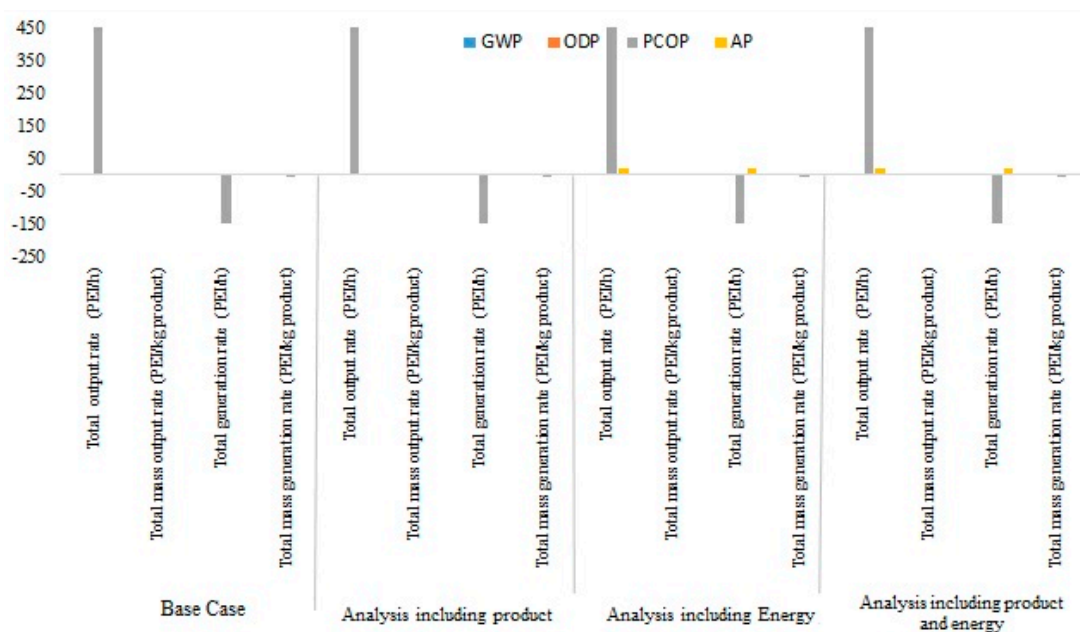 450
350
250
150
50
-50
-150
-250
GWP ODP PCOP AP
Total output rate (PEI/h)
Total mass output rate (PEI/kg product)
Total generation rate (PEI/h)
Total mass generation rate (PEI/kg product)
Total output rate (PEI/h)
Total mass output rate (PEI/kg product)
Total generation rate (PEI/h)
Total mass generation rate (PEI/kg product)
Total output rate (PEI/h)
Total mass output rate (PEI/kg product)
Total generation rate (PEI/h)
Total mass generation rate (PEI/kg product)
Total output rate (PEI/h)
Total mass output rate (PEI/kg product)
Total generation rate (PEI/h)
Total mass generation rate (PEI/kg product)
Base Case
Analysis including product
Analysis including Energy
Analysis including product
and energy